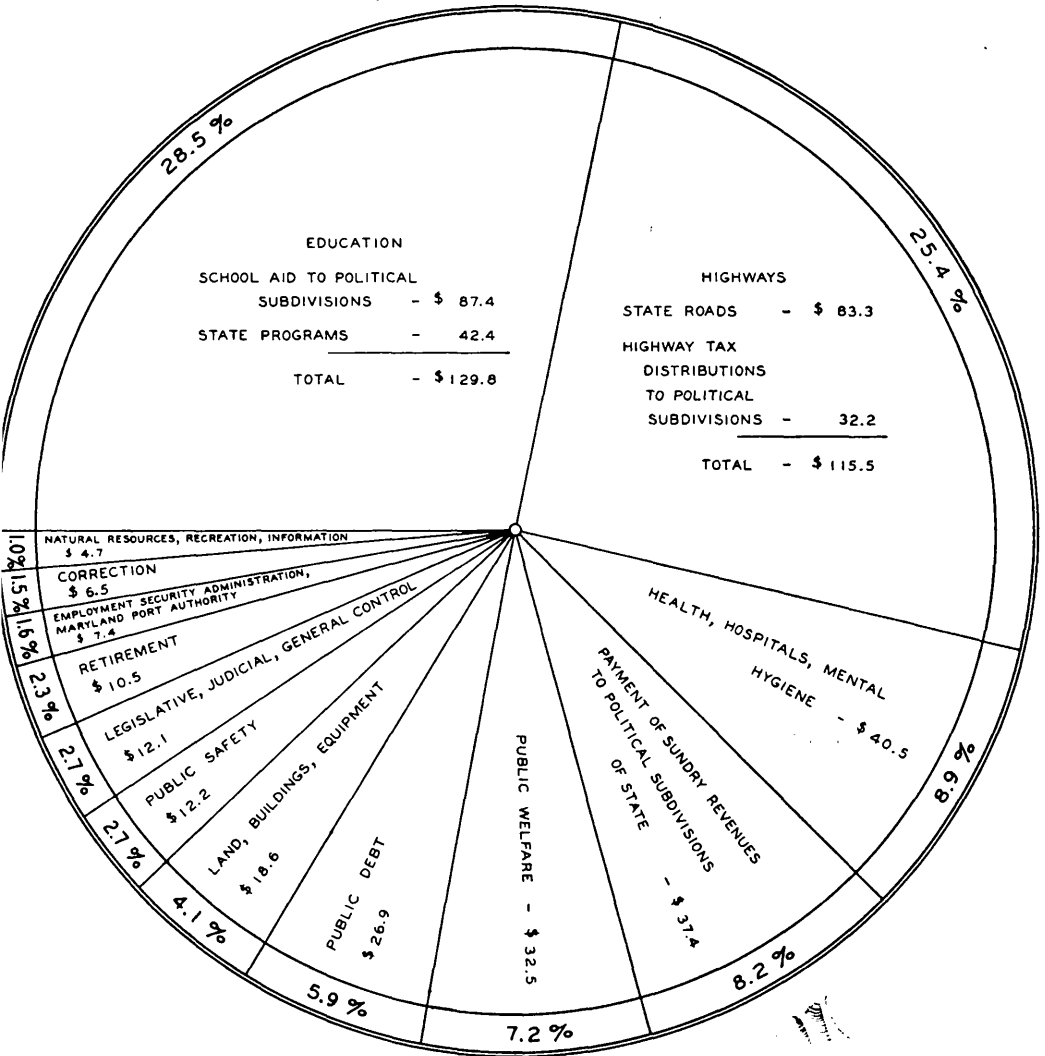 28.5 %
EDUCATION
SCHOOL AID TO POLITICAL
SUBDIVISIONS - $ 87.4
STATE PROGRAMS - 42.4
TOTAL - $ 129.8
25.4 %
HIGHWAYS
STATE ROADS - $ 83.3
HIGHWAY TAX
DISTRIBUTIONS
TO POLITICAL
SUBDIVISIONS - 32.2
TOTAL - $ 115.5
HEALTH, HOSPITALS, MENTAL
HYGIENE - $ 40.5
8.9 %
PAYMENT OF SUNDRY REVENUES
TO POLITICAL SUBDIVISIONS
OF STATE - $ 37.4
8.2 %
PUBLIC WELFARE - $ 32.5
7.2 %
PUBLIC DEBT
$ 26.9
5.9 %
LAND, BUILDINGS, EQUIPMENT
$ 18.6
4.1 %
PUBLIC SAFETY
$ 12.2
2.7 %
LEGISLATIVE, JUDICIAL, GENERAL CONTROL
$ 12.1
2.7 %
RETIREMENT
$ 10.5
2.3 %
EMPLOYMENT SECURITY ADMINISTRATION,
MARYLAND PORT AUTHORITY
$ 7.4
1.6 %
CORRECTION
$ 6.5
1.5 %
NATURAL RESOURCES, RECREATION, INFORMATION
$ 4.7
1.0%